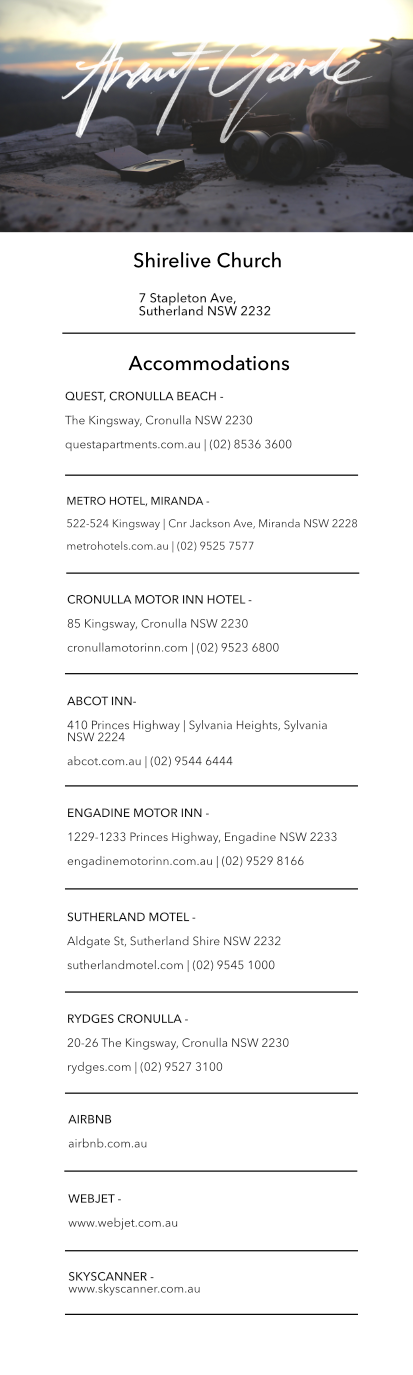 Avant-Garde
Shirelive Church
7 Stapleton Ave,
Sutherland NSW 2232
Accommodations
QUEST, CRONULLA BEACH -
The Kingsway, Cronulla NSW 2230
questapartments.com.au | (02) 8536 3600
METRO HOTEL, MIRANDA -
522-524 Kingsway | Cnr Jackson Ave, Miranda NSW 2228
metrohotels.com.au | (02) 9525 7577
CRONULLA MOTOR INN HOTEL -
85 Kingsway, Cronulla NSW 2230
cronullamotorinn.com | (02) 9523 6800
ABCOT INN-
410 Princes Highway | Sylvania Heights, Sylvania
NSW 2224
abcot.com.au | (02) 9544 6444
ENGADINE MOTOR INN -
1229-1233 Princes Highway, Engadine NSW 2233
engadinemotorinn.com.au | (02) 9529 8166
SUTHERLAND MOTEL -
Aldgate St, Sutherland Shire NSW 2232
sutherlandmotel.com | (02) 9545 1000
RYDGES CRONULLA -
20-26 The Kingsway, Cronulla NSW 2230
rydges.com | (02) 9527 3100
AIRBNB
airbnb.com.au
WEBJET -
www.webjet.com.au
SKYSCANNER -
www.skyscanner.com.au